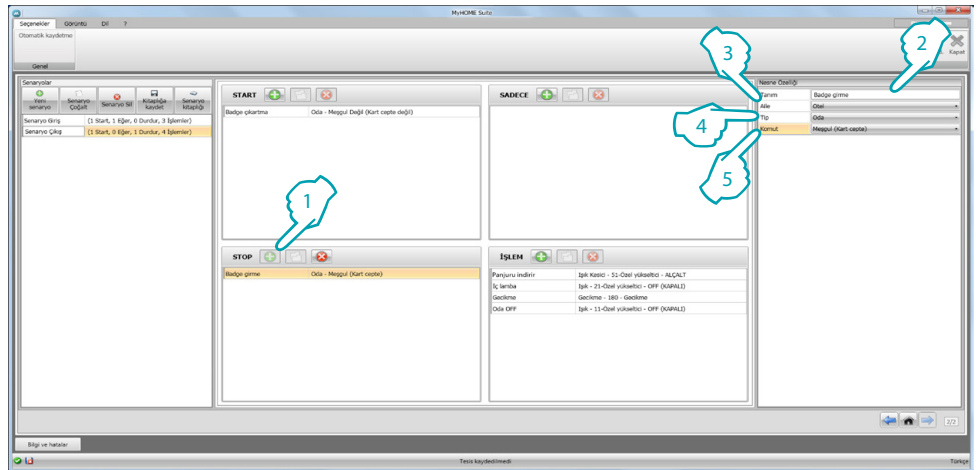 MyHOME Suite
Seçenekler Görüntü Dil ?
Otomatik kaydetme
Kapat
Genel
Senaryolar
Yeni senaryo
Senaryo Çoğalt
Senaryo Sil
Kitaplığa kaydet
Senaryo kitaplığı
Senaryo Giriş (1 Start, 1 Eğer, 0 Durdur, 3 İşlemler)
Senaryo Çıkış (1 Start, 0 Eğer, 1 Durdur, 4 İşlemler)
START
Badge çıkartma Oda - Meşgul Değil (Kart cepte değil)
SADECE
STOP
Badge girme Oda - Meşgul (Kart cepte)
İŞLEM
Panjuru indirir Işık Kesici - 51-Özel yükseltici - ALÇALT
İç lamba Işık - 21-Özel yükseltici - OFF (KAPALI)
Gecikme Gecikme - 180 - Gecikme
Oda OFF Işık - 11-Özel yükseltici - OFF (KAPALI)
Nesne Özelliği
Tanım Badge girme
Aile Otel
Tip Oda
Komut Meşgul (Kart cepte)
1
2
3
4
5
2/2
Bilgi ve hatalar
Tesis kaydedilmedi
Türkçe